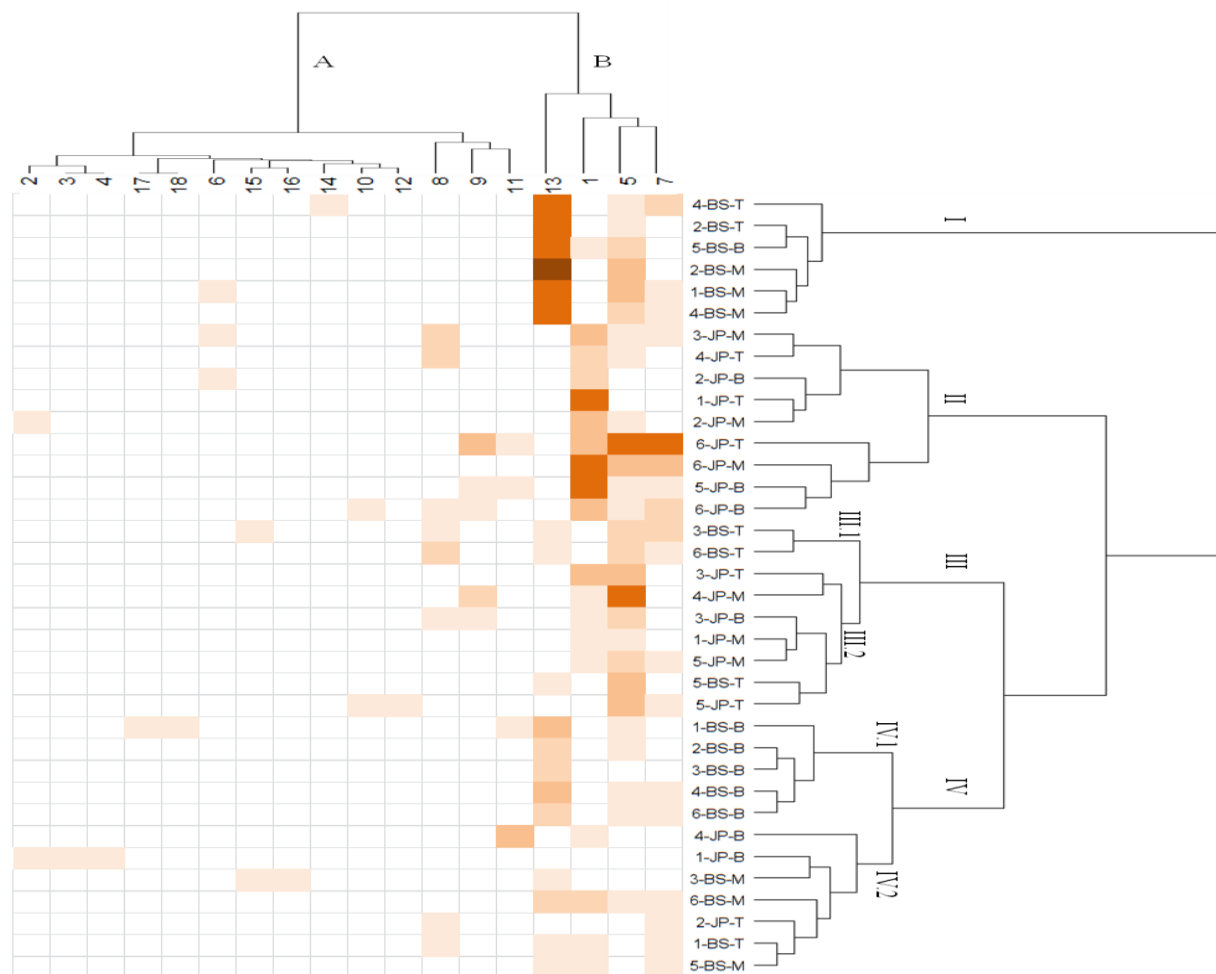 A B
2 3 4 17 18 6 15 16 14 10 12 8 9 11 13 1 5 7
4-BS-T
I
2-BS-T
5-BS-B
2-BS-M
1-BS-M
4-BS-M
3-JP-M
4-JP-T
2-JP-B
II
1-JP-T
2-JP-M
6-JP-T
6-JP-M
5-JP-B
6-JP-B
III.1
3-BS-T
6-BS-T
III
3-JP-T
4-JP-M
3-JP-B
1-JP-M
III.2
5-JP-M
5-BS-T
5-JP-T
1-BS-B
IV.1
2-BS-B
3-BS-B
4-BS-B
IV
6-BS-B
4-JP-B
1-JP-B
3-BS-M
IV.2
6-BS-M
2-JP-T
1-BS-T
5-BS-M